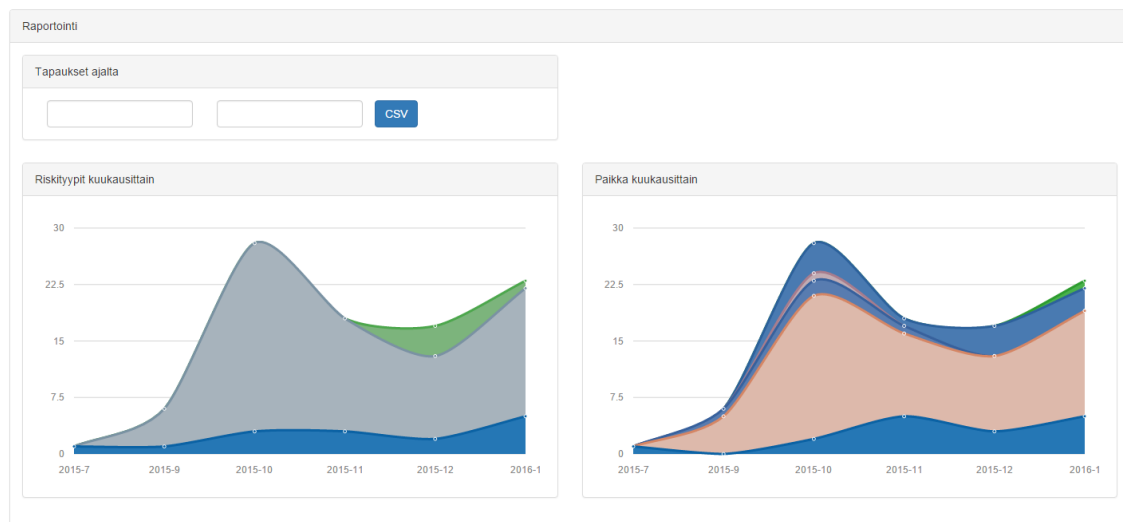 Raportointi
Tapaukset ajalta
CSV
Riskityypit kuukausittain
30
22.5
15
7.5
0
2015-7 2015-9 2015-10 2015-11 2015-12 2016-1
Paikka kuukausittain
30
22.5
15
7.5
0
2015-7 2015-9 2015-10 2015-11 2015-12 2016-1